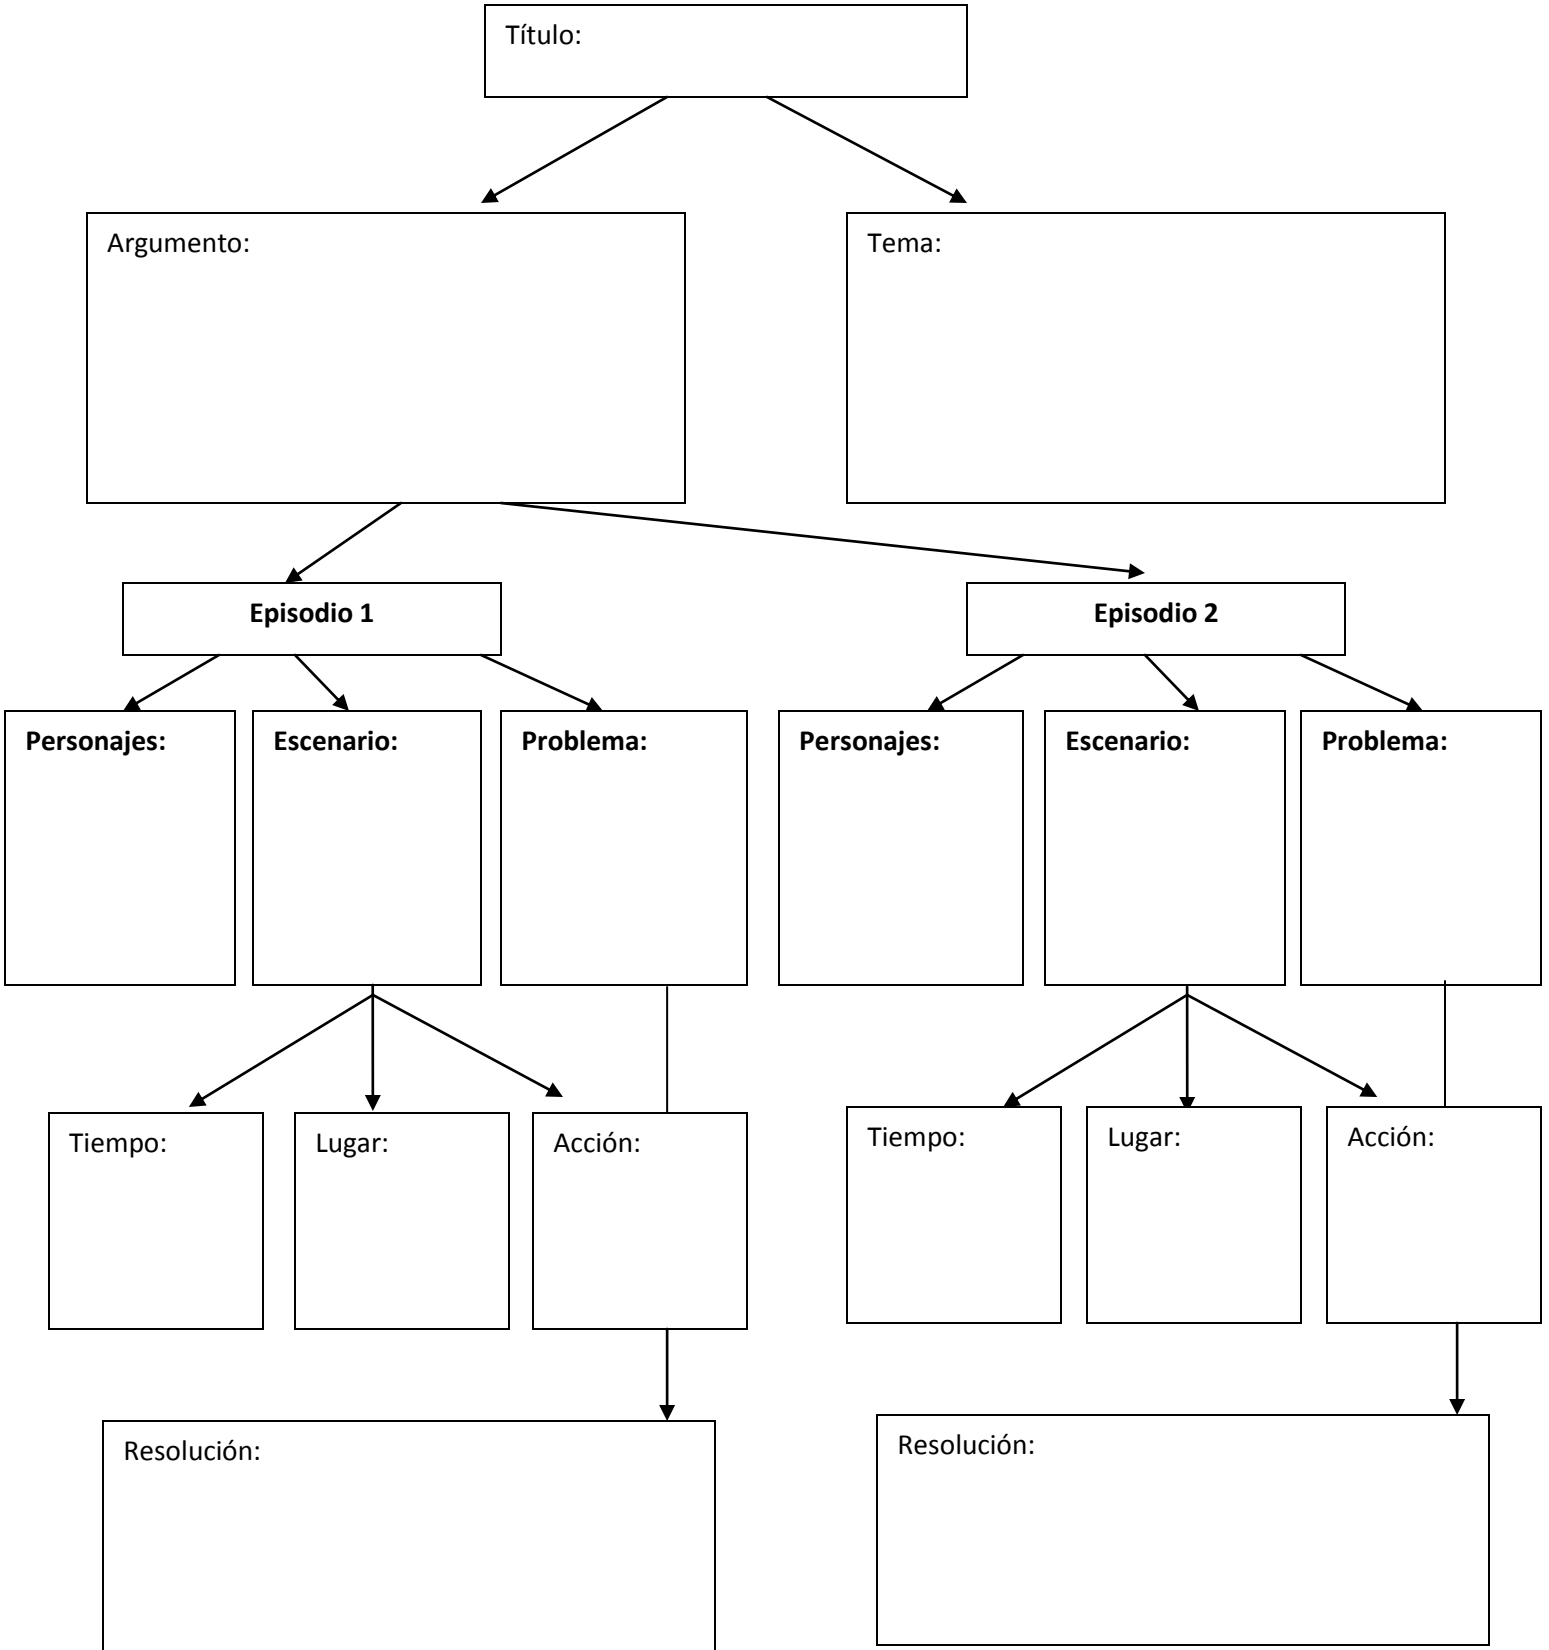 Título:
Argumento:
Tema:
Episodio 1
Episodio 2
Personajes:
Escenario:
Problema:
Personajes:
Escenario:
Problema:
Tiempo:
Lugar:
Acción:
Tiempo:
Lugar:
Acción:
Resolución:
Resolución: